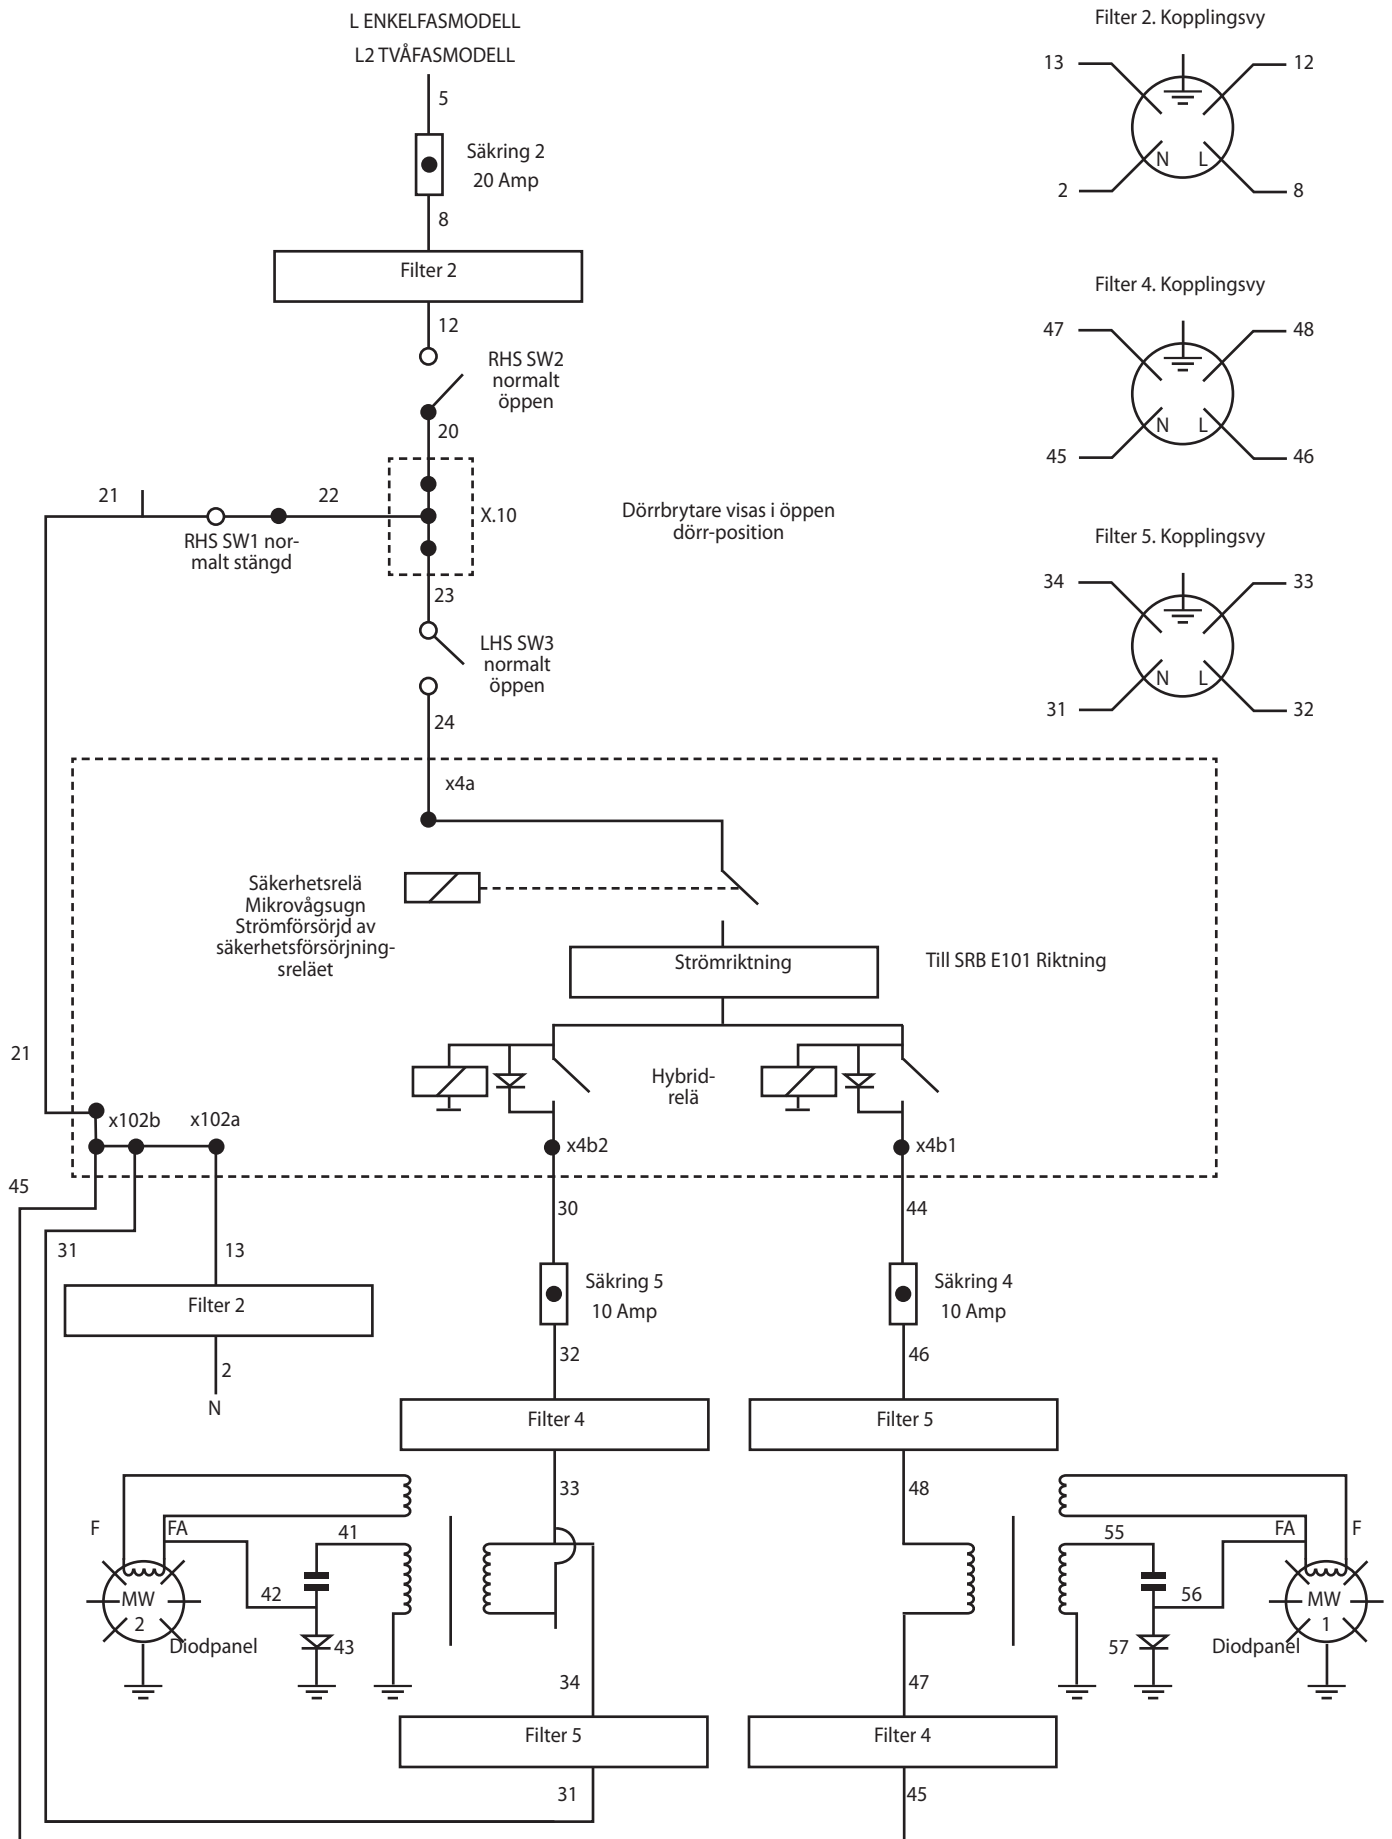 L ENKELFASMODELL
L2 TVÅFASMODELL
5
Säkring 2
20 Amp
8
Filter 2
12
RHS SW2
normalt
öppen
20
X.10
21
22
RHS SW1 nor-
malt stängd
Dörrbrytare visas i öppen
dörr-position
23
LHS SW3
normalt
öppen
24
Filter 2. Kopplingsvy
13
12
N
L
2
8
Filter 4. Kopplingsvy
47
48
N
L
45
46
Filter 5. Kopplingsvy
34
33
N
L
31
32
x4a
Säkerhetsrelä
Mikrovågsugn
Strömförsörjd av
säkerhetsförsörjning-
sreläet
Strömriktning
Till SRB E101 Riktning
21
Hybrid-
relä
x102b
x102a
x4b2
x4b1
45
30
44
31
13
Säkring 5
10 Amp
Säkring 4
10 Amp
Filter 2
32
46
2
N
Filter 4
Filter 5
33
48
F
FA
41
55
FA
F
42
56
MW
2
MW
1
Diodpanel
43
57
Diodpanel
34
47
Filter 5
Filter 4
31
45